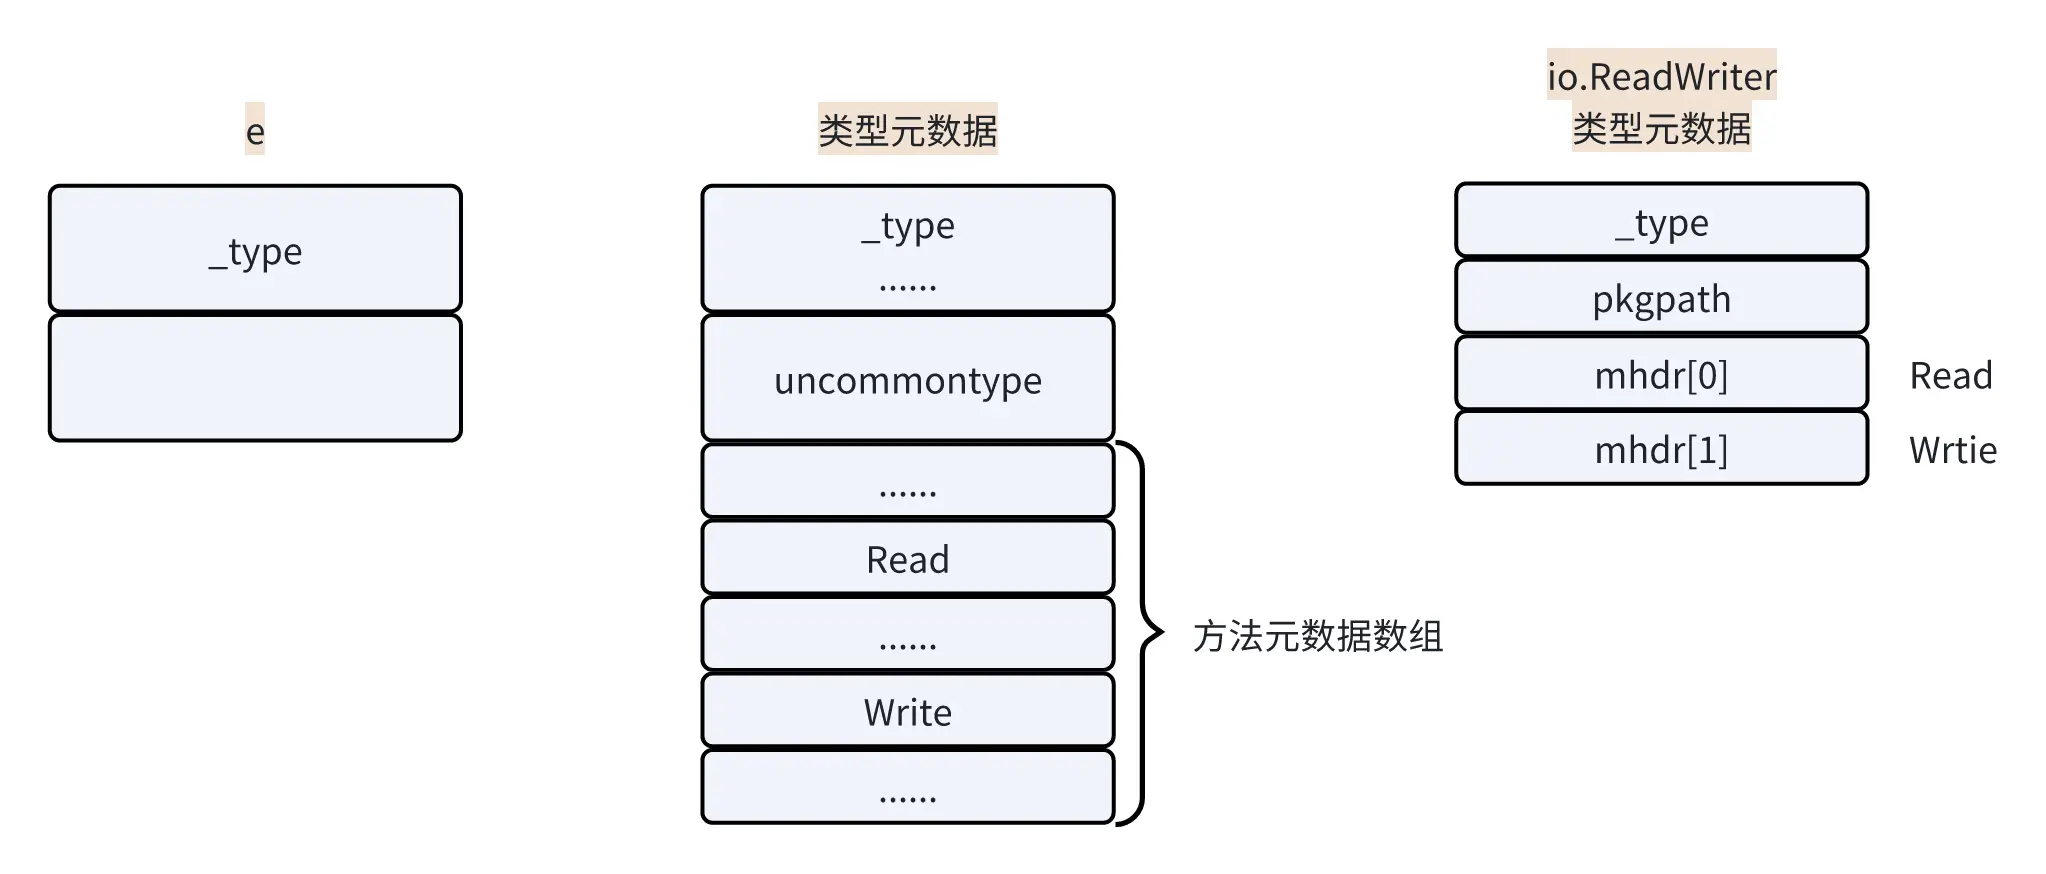 e
_type
类型元数据
_type
......
uncommontype
......
Read
......
Write
......
方法元数据数组
io.ReadWriter
类型元数据
_type
pkgpath
mhdr[0]
Read
mhdr[1]
Wrtie